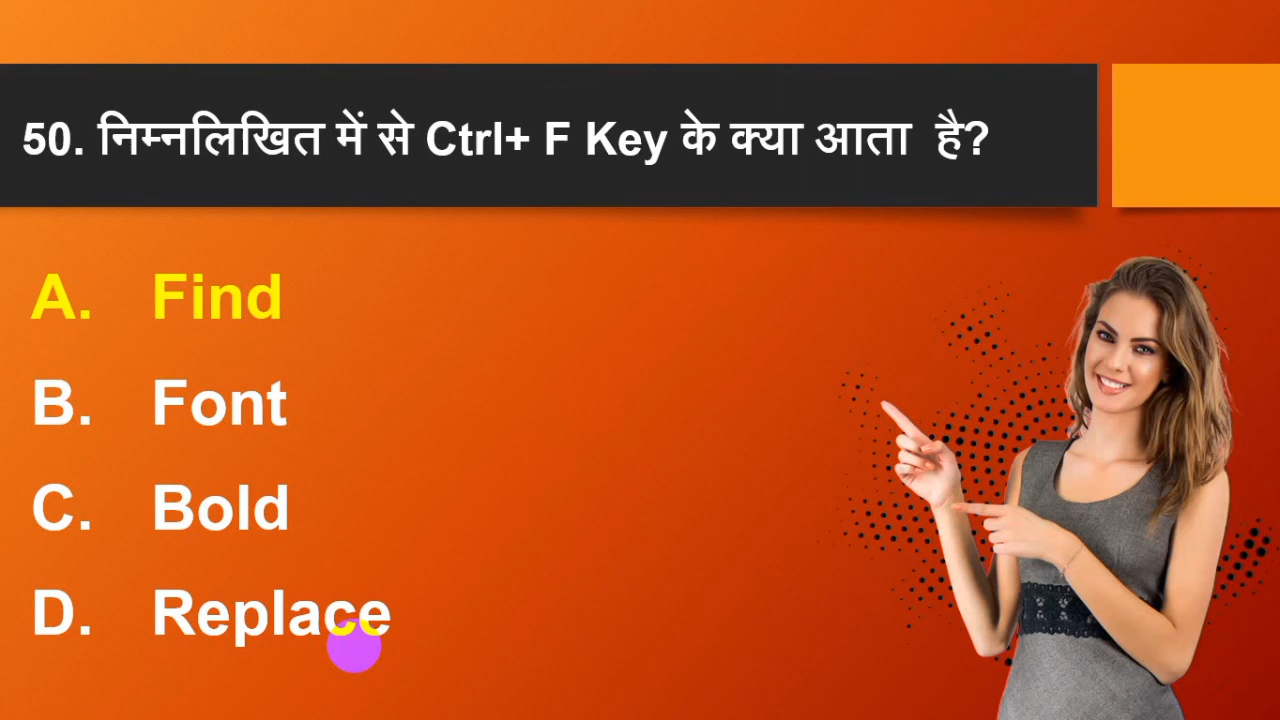 50. निम्नलिखित में से Ctrl+ F Key के क्या आता है?
A. Find
B. Font
C. Bold
D. Replace